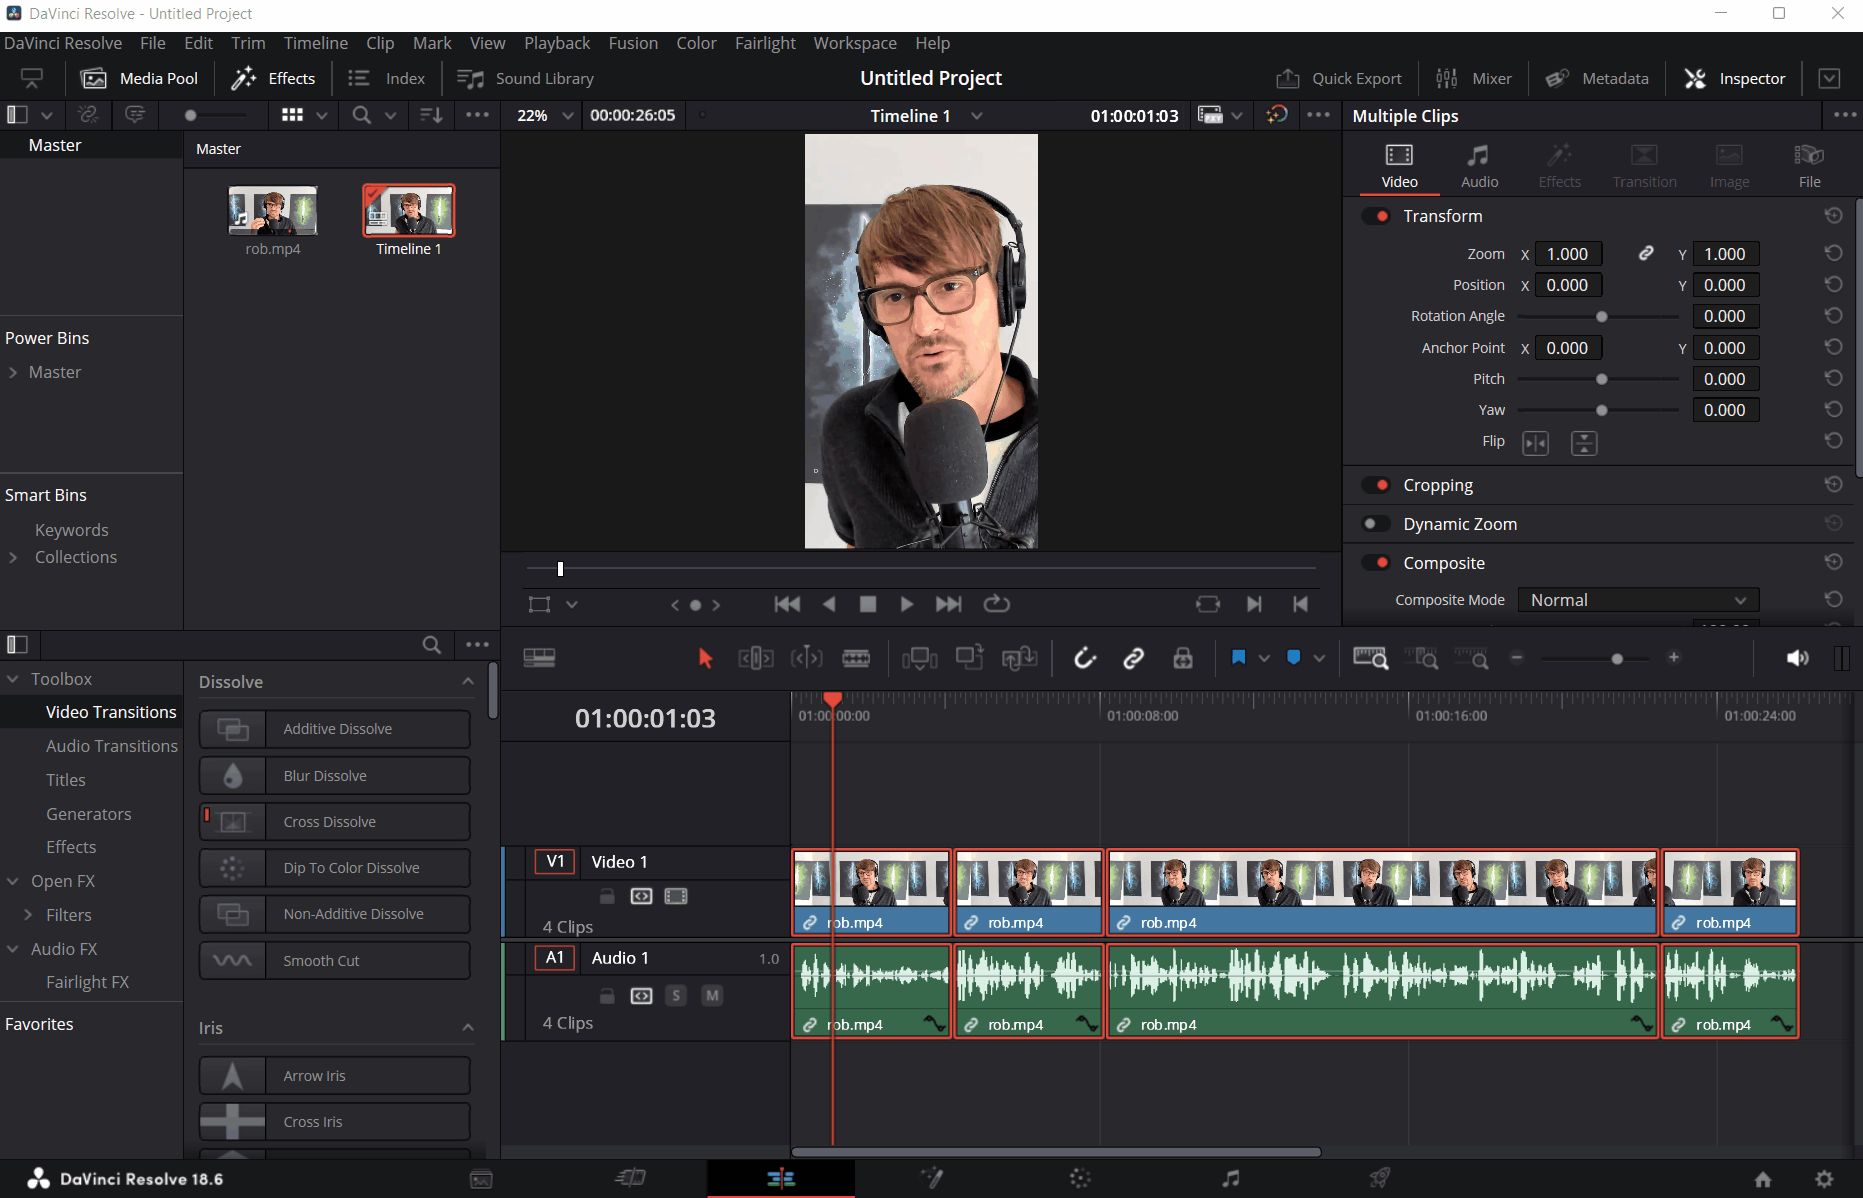 DaVinci Resolve - Untitled Project
DaVinci Resolve File Edit Trim Timeline Clip Mark View Playback Fusion Color Fairlight Workspace Help
Media Pool Effects Index Sound Library Untitled Project Quick Export Mixer Metadata Inspector
22% 00:00:26:05 Timeline 1 01:00:01:03 Multiple Clips
Master
Master
Video Audio Effects Transition Image File
rob.mp4 Timeline 1
Transform
Zoom X 1.000 Y 1.000
Position X 0.000 Y 0.000
Rotation Angle 0.000
Anchor Point X 0.000 Y 0.000
Pitch 0.000
Yaw 0.000
Flip
Cropping
Dynamic Zoom
Composite
Composite Mode Normal
Power Bins
Master
Smart Bins
Keywords
Collections
Toolbox
Video Transitions
Audio Transitions
Titles
Generators
Effects
Open FX
Filters
Audio FX
Fairlight FX
Favorites
Dissolve
Additive Dissolve
Blur Dissolve
Cross Dissolve
Dip To Color Dissolve
Non-Additive Dissolve
Smooth Cut
Iris
Arrow Iris
Cross Iris
01:00:01:03 01:00:00:00 01:00:08:00 01:00:16:00 01:00:24:00
V1 Video 1
4 Clips
rob.mp4 rob.mp4 rob.mp4 rob.mp4
A1 Audio 1 1.0
S M
4 Clips
rob.mp4 rob.mp4 rob.mp4 rob.mp4
DaVinci Resolve 18.6